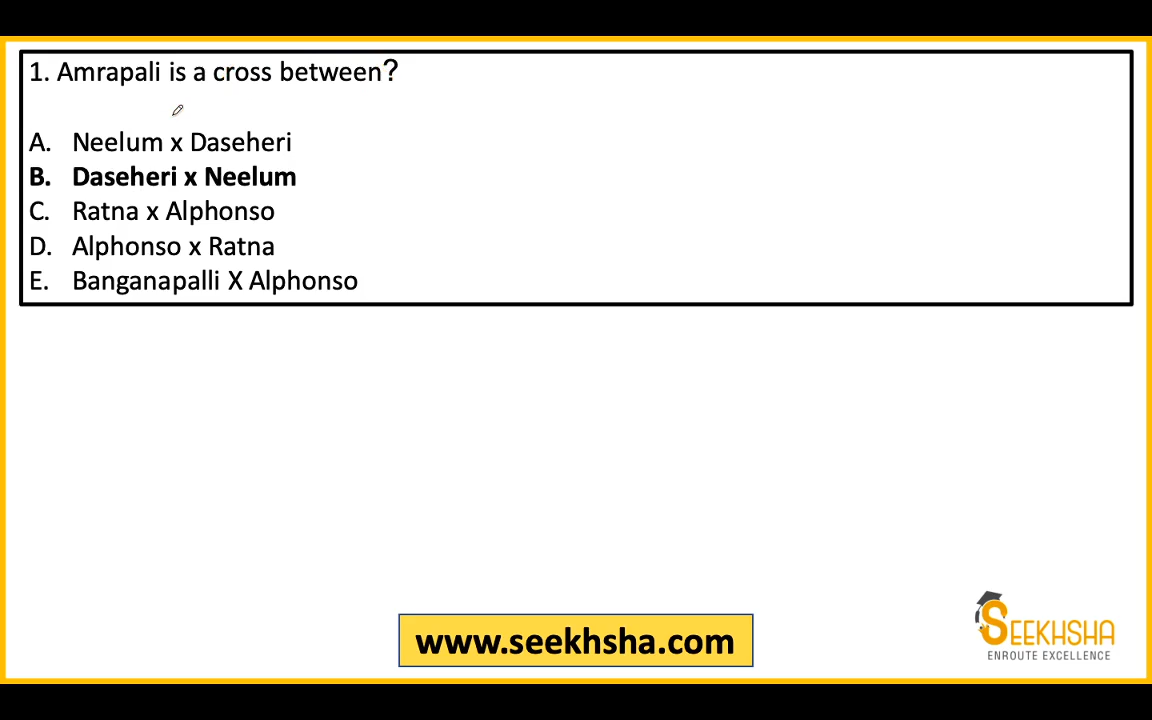 1. Amrapali is a cross between?
A. Neelum x Daseheri
B. Daseheri x Neelum
C. Ratna x Alphonso
D. Alphonso x Ratna
E. Banganapalli X Alphonso
www.seekhsha.com
SEEKHSHA
ENROUTE EXCELLENCE